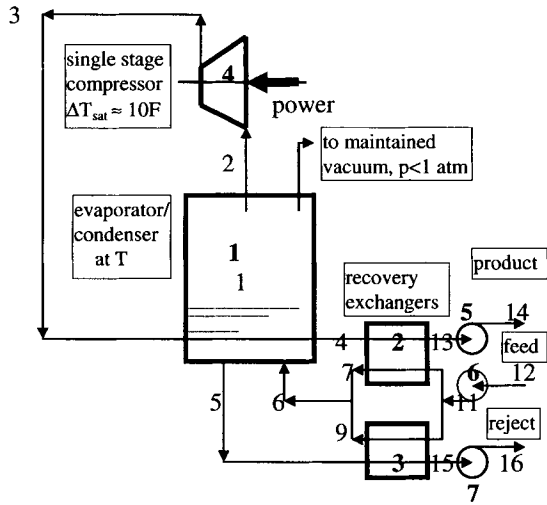 3
single stage
compressor
ΔTsat ≈ 10F
4
power
2
to maintained
vacuum, p<1 atm
evaporator/
condenser
at T
1
1
recovery
exchangers
product
5
14
4
2
13
feed
7
6
12
5
6
11
9
reject
3
15
16
7